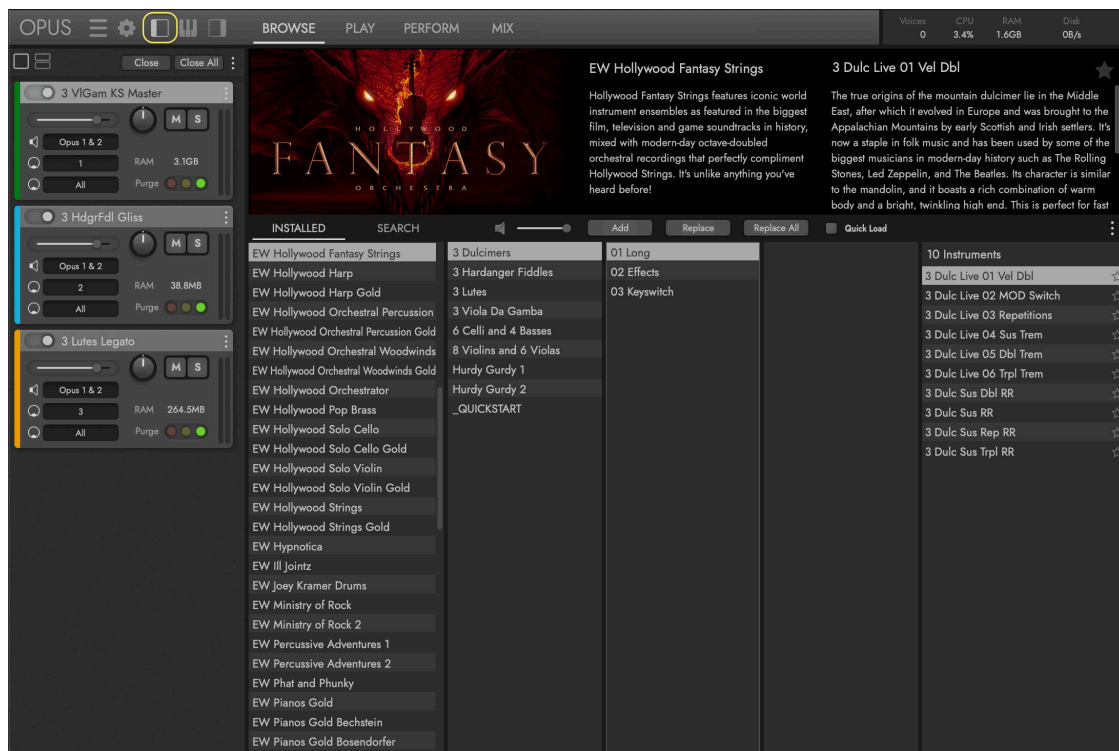 OPUS
BROWSE
PLAY
PERFORM
MIX
Voices
CPU
RAM
Disk
0
3.4%
1.6GB
0B/s
Close
Close All
3 VlGam KS Master
M
S
Opus 1 & 2
1
RAM
3.1GB
All
Purge
3 HdgrFdl Gliss
M
S
Opus 1 & 2
2
RAM
38.8MB
All
Purge
3 Lutes Legato
M
S
Opus 1 & 2
3
RAM
264.5MB
All
Purge
HOLLYWOOD
FANTASY
ORCHESTRA
EW Hollywood Fantasy Strings
Hollywood Fantasy Strings features iconic world
instrument ensembles as featured in the biggest
film, television and game soundtracks in history,
mixed with modern-day octave-doubled
orchestral recordings that perfectly compliment
Hollywood Strings. It's unlike anything you've
heard before!
3 Dulc Live 01 Vel Dbl
The true origins of the mountain dulcimer lie in the Middle
East, after which it evolved in Europe and was brought to the
Appalachian Mountains by early Scottish and Irish settlers. It's
now a staple in folk music and has been used by some of the
biggest musicians in modern-day history such as The Rolling
Stones, Led Zeppelin, and The Beatles. Its character is similar
to the mandolin, and it boasts a rich combination of warm
body and a bright, twinkling high end. This is perfect for fast
INSTALLED
SEARCH
Add
Replace
Replace All
Quick Load
EW Hollywood Fantasy Strings
EW Hollywood Harp
EW Hollywood Harp Gold
EW Hollywood Orchestral Percussion
EW Hollywood Orchestral Percussion Gold
EW Hollywood Orchestral Woodwinds
EW Hollywood Orchestral Woodwinds Gold
EW Hollywood Orchestrator
EW Hollywood Pop Brass
EW Hollywood Solo Cello
EW Hollywood Solo Cello Gold
EW Hollywood Solo Violin
EW Hollywood Solo Violin Gold
EW Hollywood Strings
EW Hollywood Strings Gold
EW Hypnotica
EW Ill Jointz
EW Joey Kramer Drums
EW Ministry of Rock
EW Ministry of Rock 2
EW Percussive Adventures 1
EW Percussive Adventures 2
EW Phat and Phunky
EW Pianos Gold
EW Pianos Gold Bechstein
EW Pianos Gold Bosendorfer
3 Dulcimers
3 Hardanger Fiddles
3 Lutes
3 Viola Da Gamba
6 Celli and 4 Basses
8 Violins and 6 Violas
Hurdy Gurdy 1
Hurdy Gurdy 2
_QUICKSTART
01 Long
02 Effects
03 Keyswitch
10 Instruments
3 Dulc Live 01 Vel Dbl
3 Dulc Live 02 MOD Switch
3 Dulc Live 03 Repetitions
3 Dulc Live 04 Sus Trem
3 Dulc Live 05 Dbl Trem
3 Dulc Live 06 Trpl Trem
3 Dulc Sus Dbl RR
3 Dulc Sus RR
3 Dulc Sus Rep RR
3 Dulc Sus Trpl RR